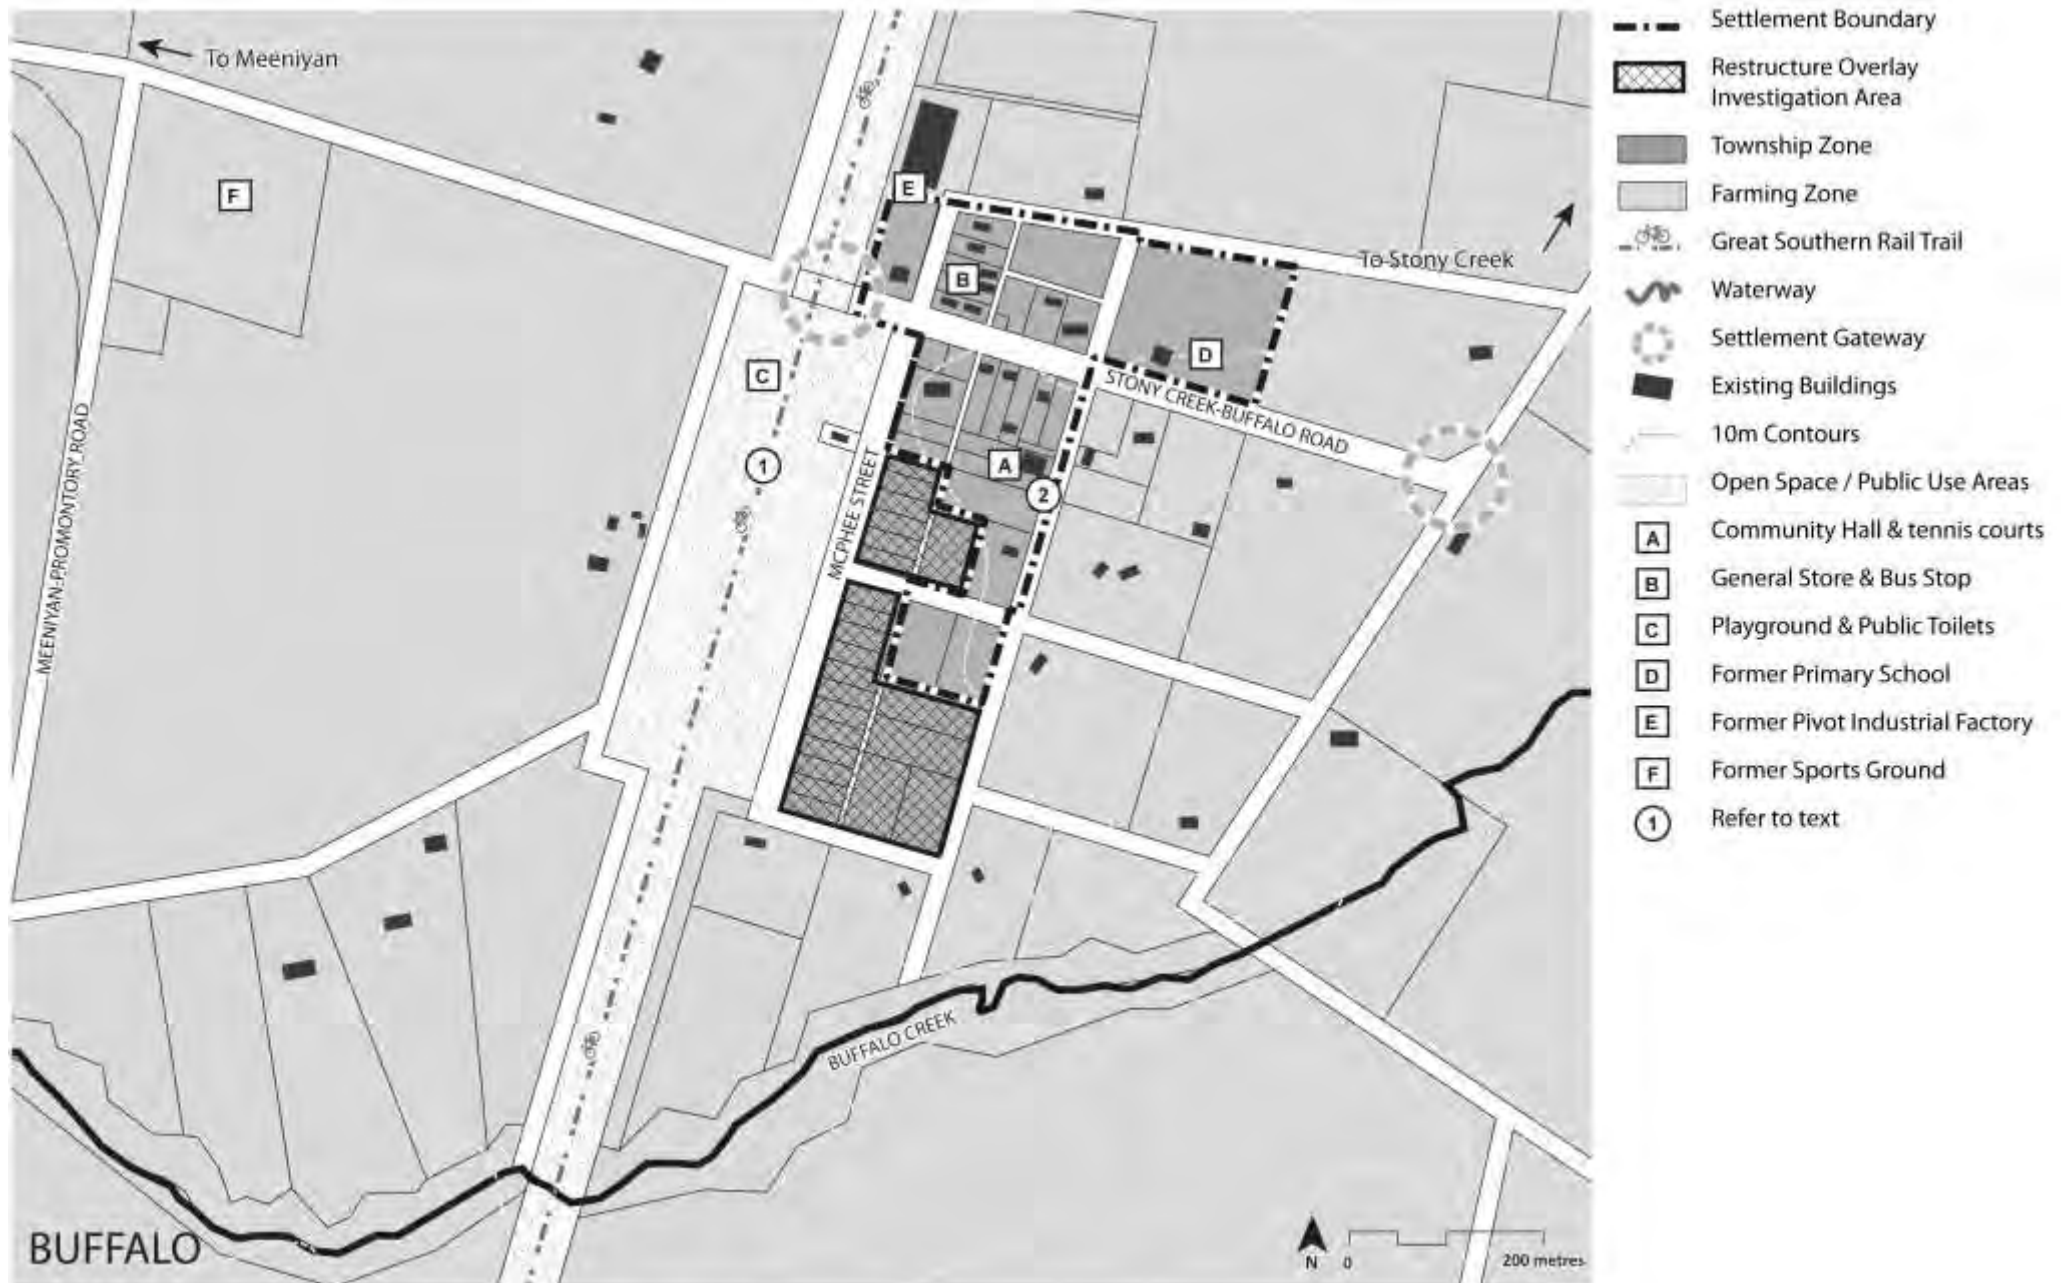 To Meeniyan
F
E
B
To Stony Creek
D
C
STONY CREEK-BUFFALO ROAD
MEENIYAN-PROMONTORY ROAD
1
MCPHEE STREET
A
2
BUFFALO CREEK
BUFFALO
N
0
200 metres
Settlement Boundary
Restructure Overlay
Investigation Area
Township Zone
Farming Zone
Great Southern Rail Trail
Waterway
Settlement Gateway
Existing Buildings
10m Contours
Open Space / Public Use Areas
A Community Hall & tennis courts
B General Store & Bus Stop
C Playground & Public Toilets
D Former Primary School
E Former Pivot Industrial Factory
F Former Sports Ground
1 Refer to text